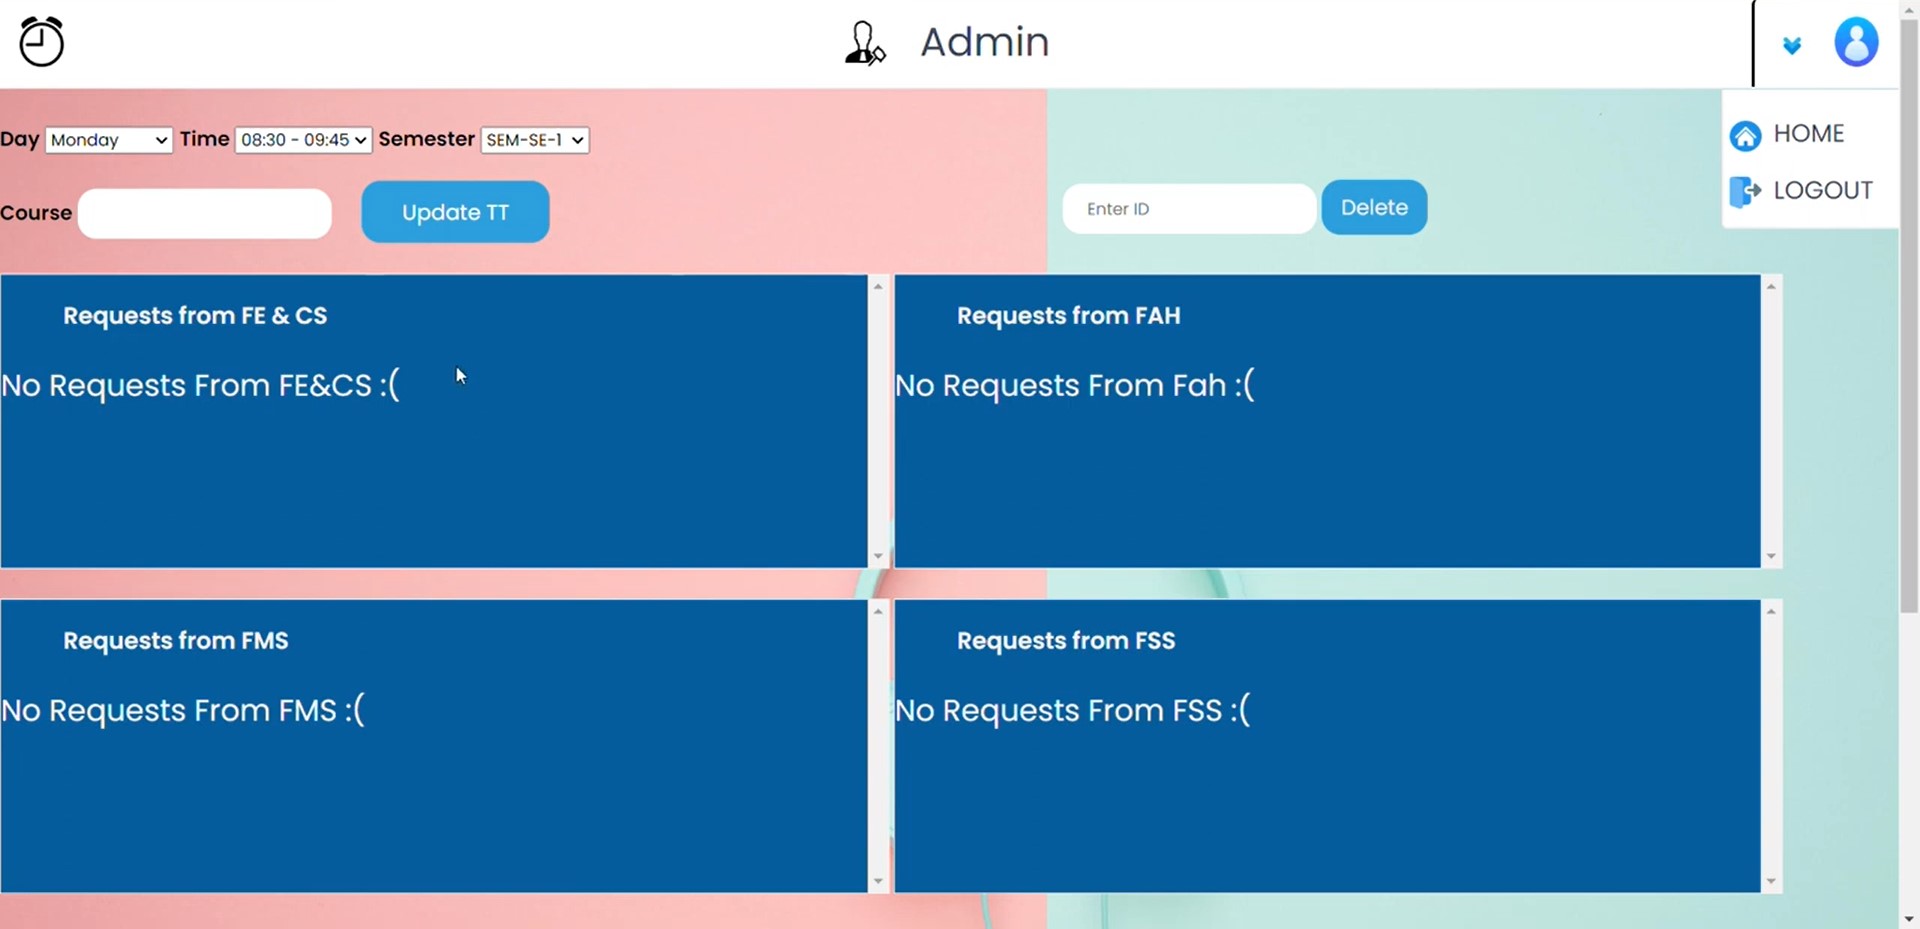 Admin
HOME
LOGOUT
Day Monday Time 08:30 - 09:45 Semester SEM-SE-1
Course Update TT
Enter ID Delete
Requests from FE & CS
No Requests From FE&CS :(
Requests from FAH
No Requests From Fah :(
Requests from FMS
No Requests From FMS :(
Requests from FSS
No Requests From FSS :(